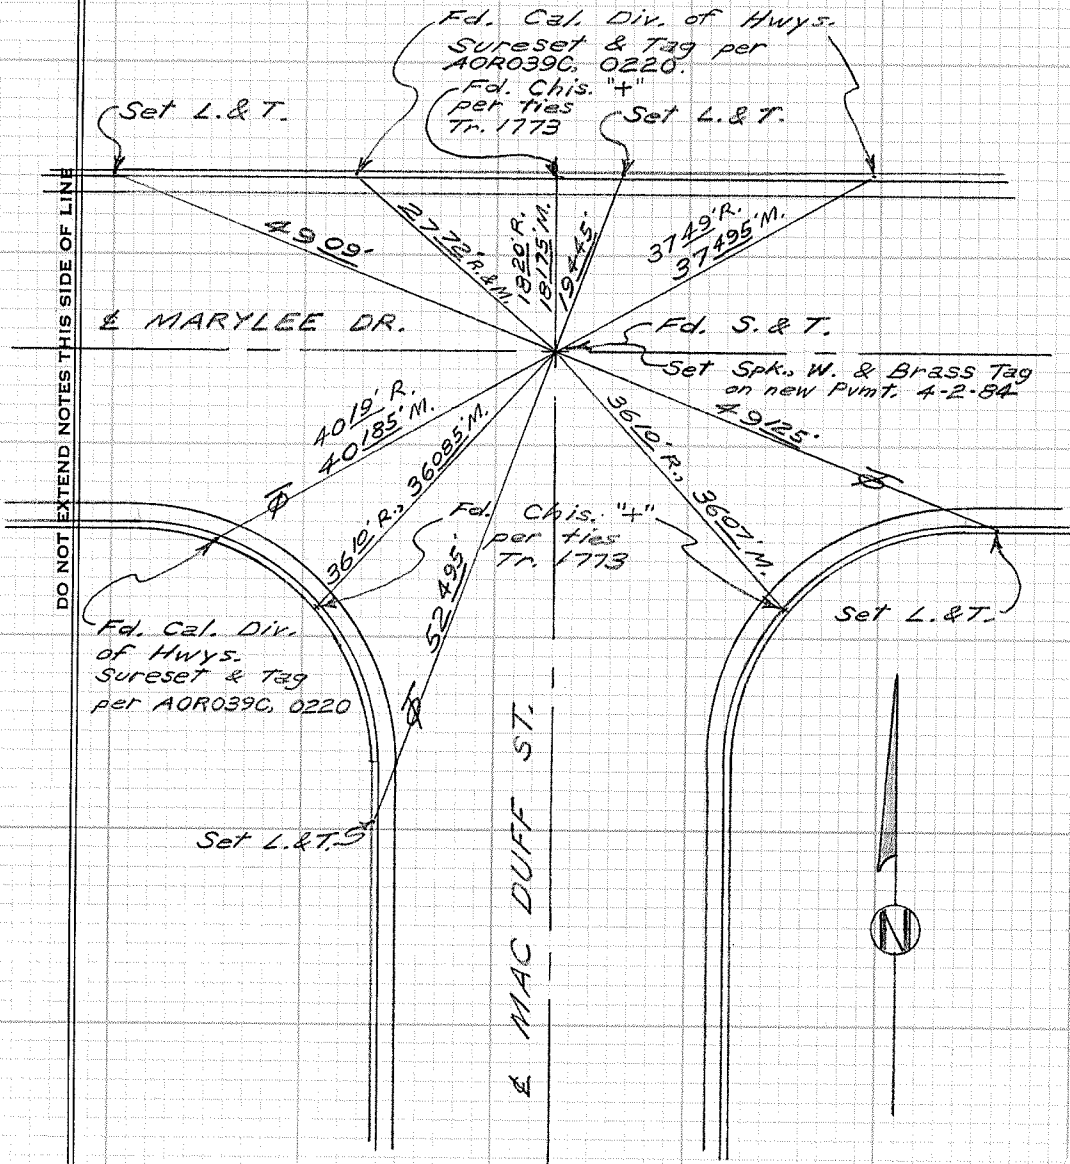 Fd. Cal. Div. of Hwys.
Sureset & Tag per
AOR039C, 0220.
Fd. Chis. "+"
per ties
Tr. 1773
Set L. & T.
Set L. & T.
49 09'
27 72' R. & M.
18 20' R.
18 175' M.
19 445'
37 49' R.
37 495' M.
℄ MARYLEE DR.
Fd. S. & T.
Set Spk., W. & Brass Tag
on new Pvmt. 4-2-84
40 19' R.
40 185' M.
36 10' R., 36 085' M.
52 495'
36 10' R., 36 07' M.
49 125'
Fd. Chis. "+"
per ties
Tr. 1773
Set L. & T.
Fd. Cal. Div.
of Hwys.
Sureset & Tag
per AOR039C, 0220
Set L. & T.
℄ MAC DUFF ST.
N
DO NOT EXTEND NOTES THIS SIDE OF LINE